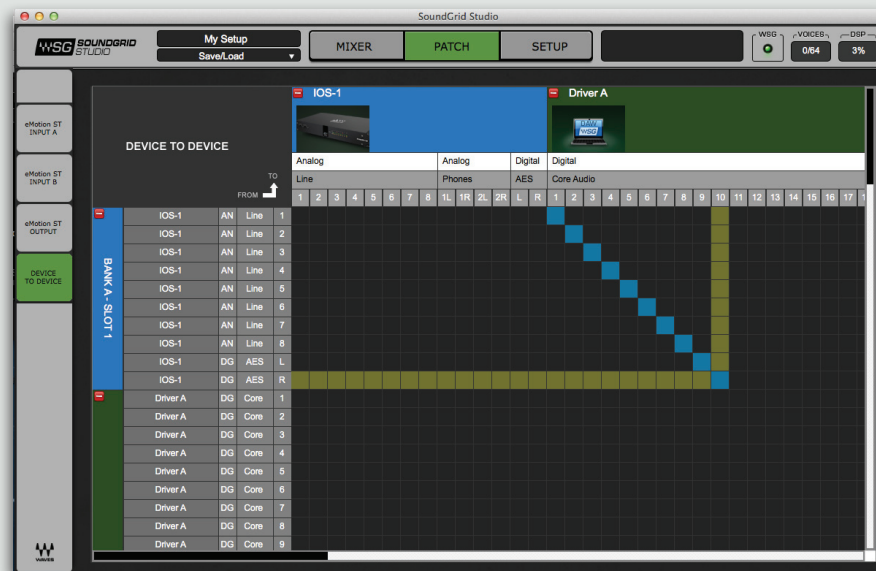 SoundGrid Studio
WSG SOUNDGRID STUDIO
My Setup
Save/Load
MIXER PATCH SETUP
WSG VOICES DSP
0/64 3%
eMotion ST INPUT A
eMotion ST INPUT B
eMotion ST OUTPUT
DEVICE TO DEVICE
WAVES
DEVICE TO DEVICE
TO
FROM
IOS-1 Driver A
DAW WSG
Analog Analog Digital Digital
Line Phones AES Core Audio
1 2 3 4 5 6 7 8 1L 1R 2L 2R L R 1 2 3 4 5 6 7 8 9 10 11 12 13 14 15 16 17 1
BANK A - SLOT 1
IOS-1 AN Line 1
IOS-1 AN Line 2
IOS-1 AN Line 3
IOS-1 AN Line 4
IOS-1 AN Line 5
IOS-1 AN Line 6
IOS-1 AN Line 7
IOS-1 AN Line 8
IOS-1 DG AES L
IOS-1 DG AES R
Driver A DG Core 1
Driver A DG Core 2
Driver A DG Core 3
Driver A DG Core 4
Driver A DG Core 5
Driver A DG Core 6
Driver A DG Core 7
Driver A DG Core 8
Driver A DG Core 9